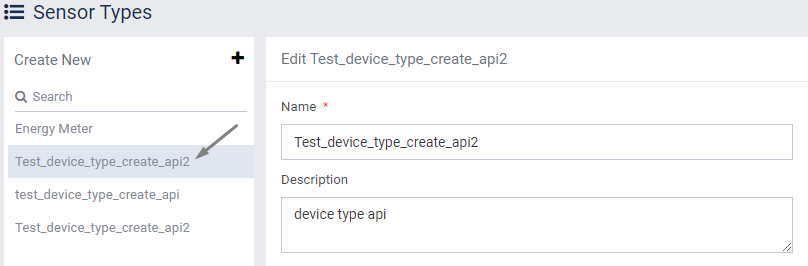 Sensor Types
Create New
Search
Energy Meter
Test_device_type_create_api2
test_device_type_create_api
Test_device_type_create_api2
Edit Test_device_type_create_api2
Name *
Test_device_type_create_api2
Description
device type api